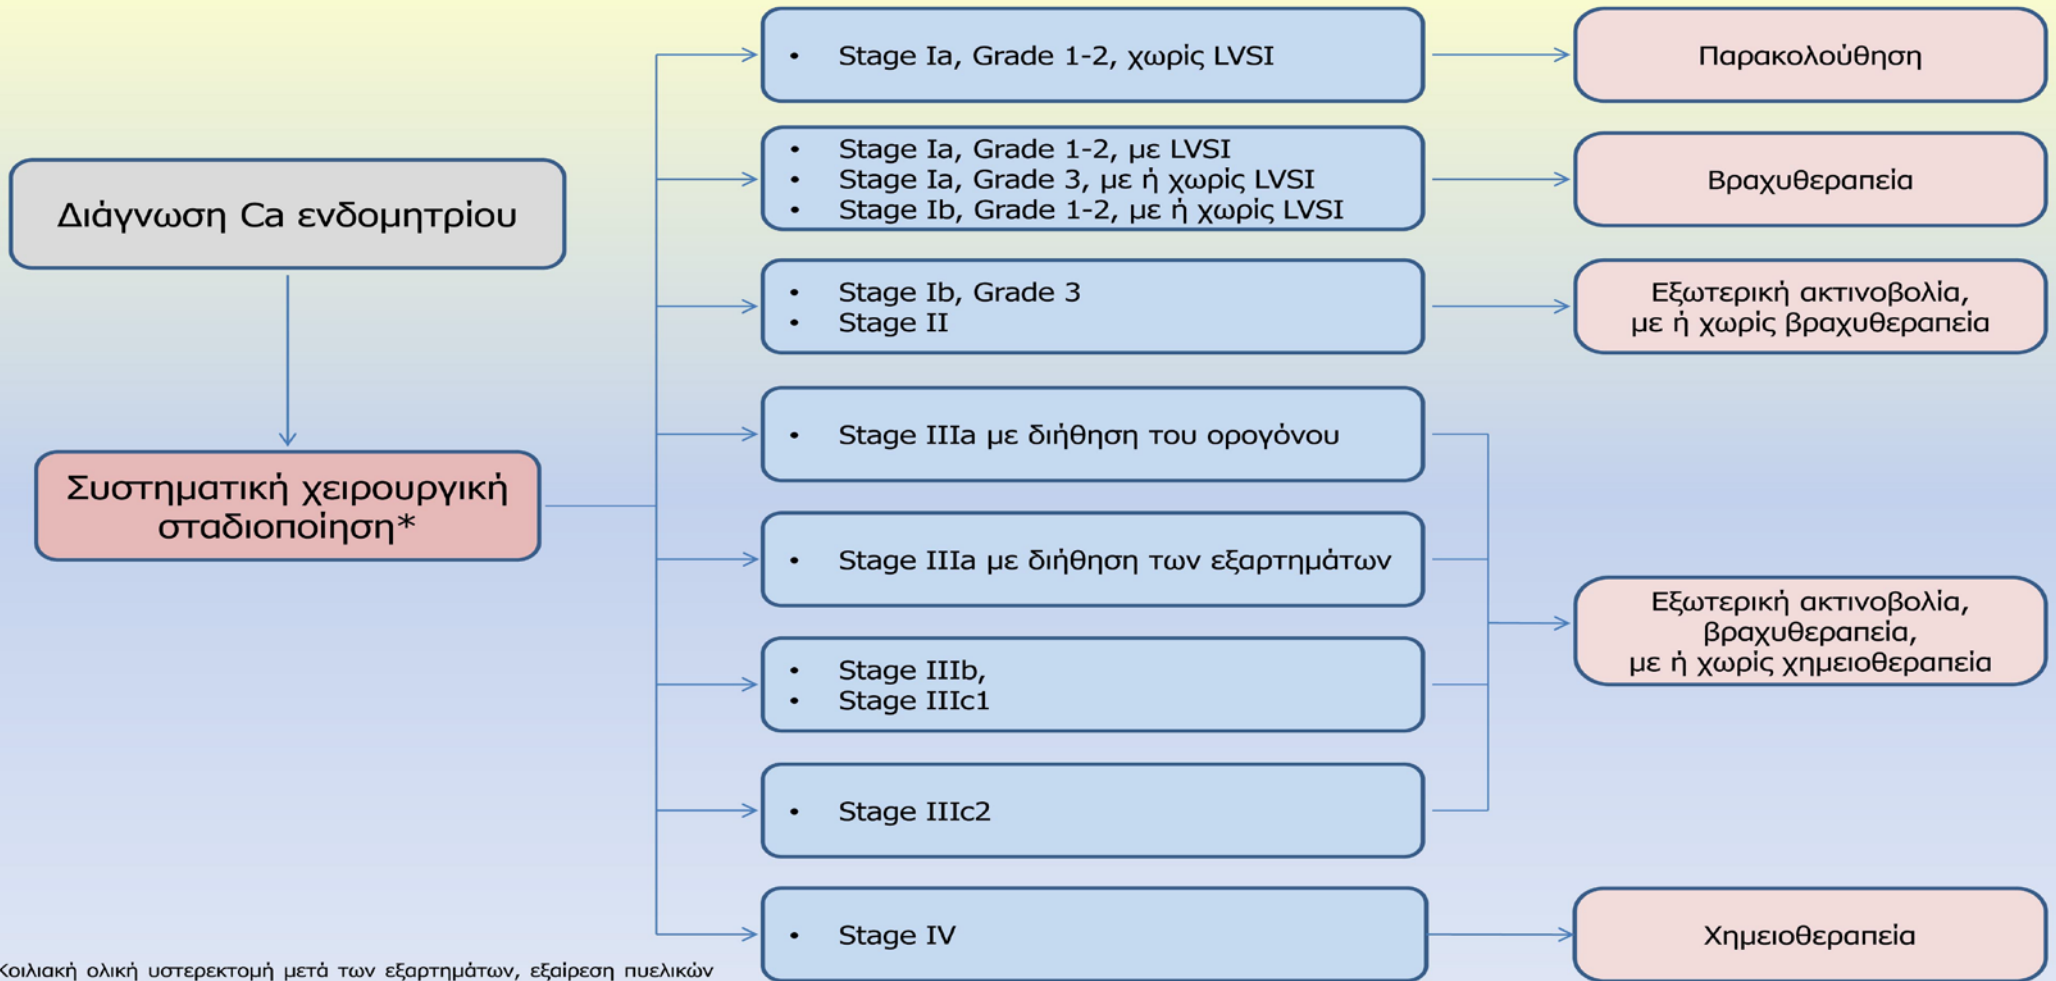 Διάγνωση Ca ενδομητρίου
Συστηματική χειρουργική
σταδιοποίηση*
• Stage Ia, Grade 1-2, χωρίς LVSI
Παρακολούθηση
• Stage Ia, Grade 1-2, με LVSI
• Stage Ia, Grade 3, με ή χωρίς LVSI
• Stage Ib, Grade 1-2, με ή χωρίς LVSI
Βραχυθεραπεία
• Stage Ib, Grade 3
• Stage II
Εξωτερική ακτινοβολία,
με ή χωρίς βραχυθεραπεία
• Stage IIIa με διήθηση του ορογόνου
• Stage IIIa με διήθηση των εξαρτημάτων
• Stage IIIb,
• Stage IIIc1
• Stage IIIc2
Εξωτερική ακτινοβολία,
βραχυθεραπεία,
με ή χωρίς χημειοθεραπεία
• Stage IV
Χημειοθεραπεία
Κοιλιακή ολική υστερεκτομή μετά των εξαρτημάτων, εξαίρεση πυελικών